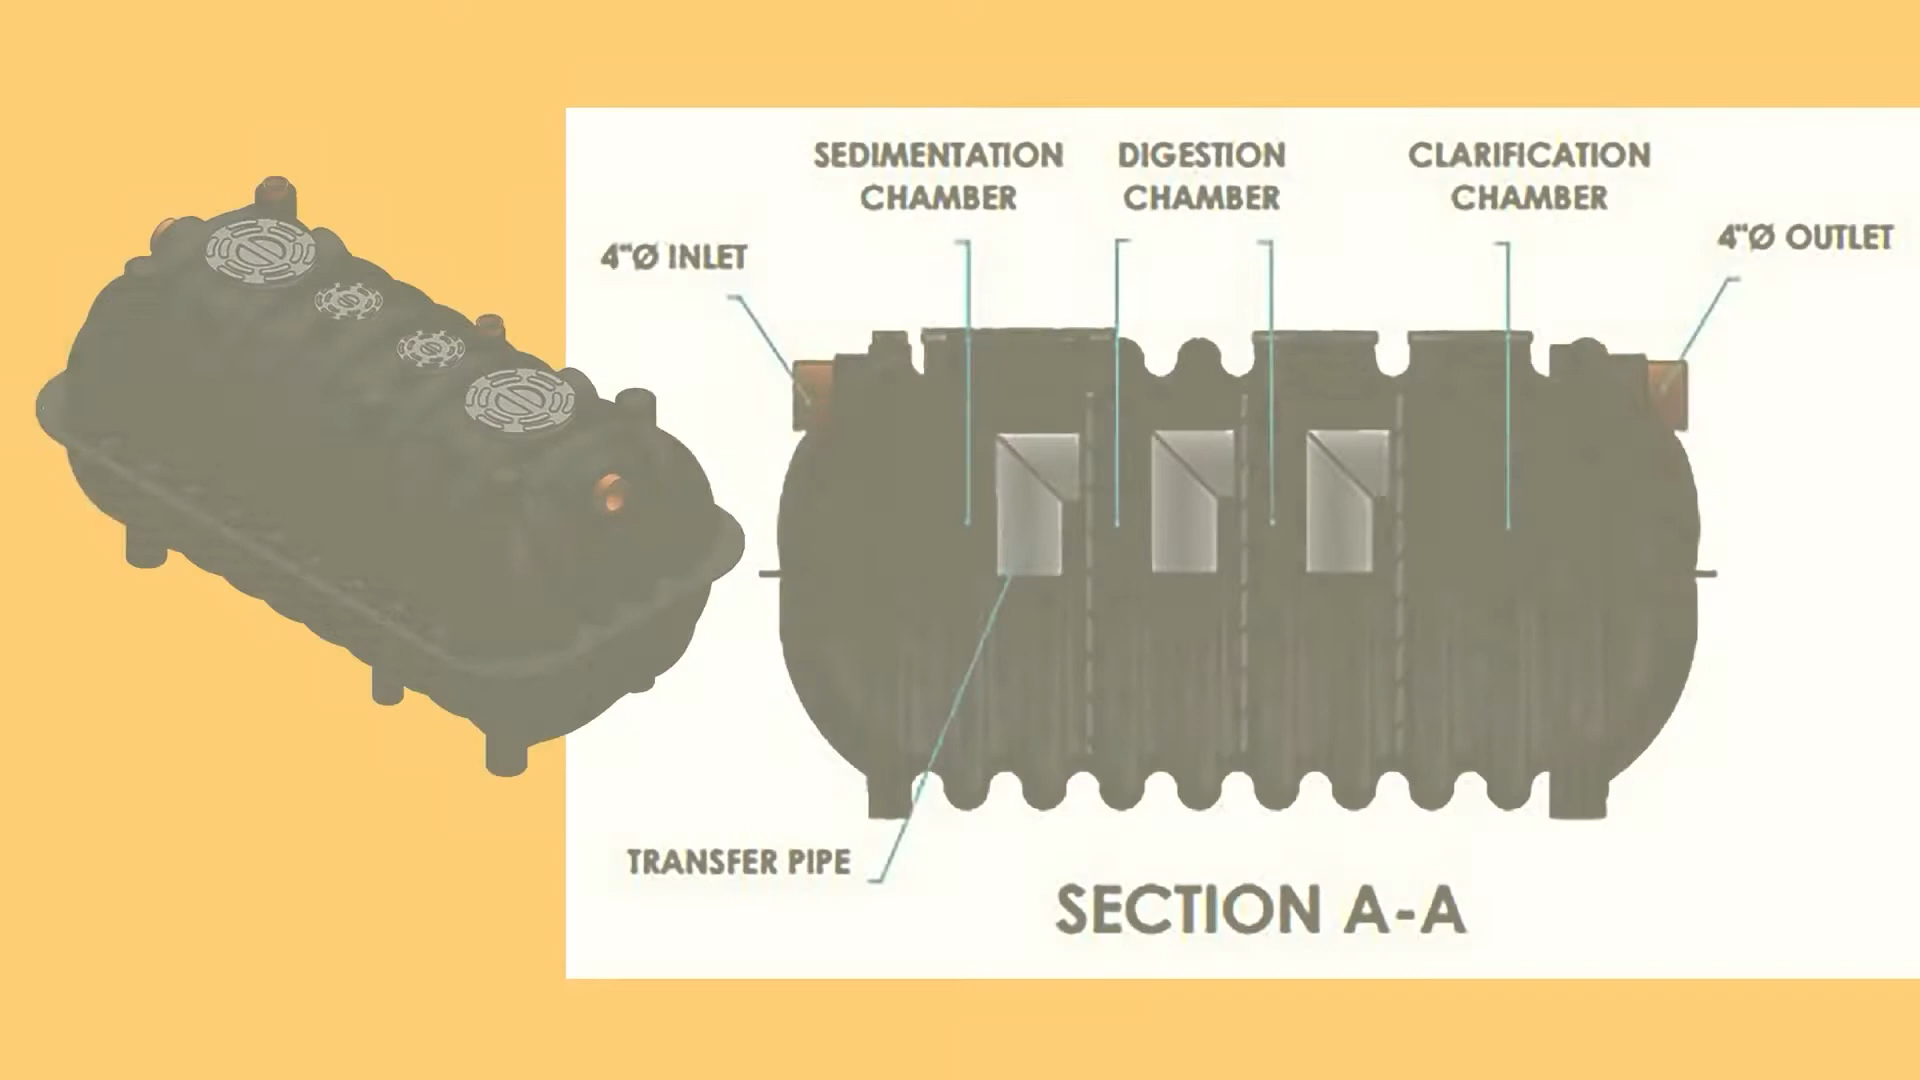 SEDIMENTATION
CHAMBER
DIGESTION
CHAMBER
CLARIFICATION
CHAMBER
4"Ø INLET
4"Ø OUTLET
TRANSFER PIPE
SECTION A-A